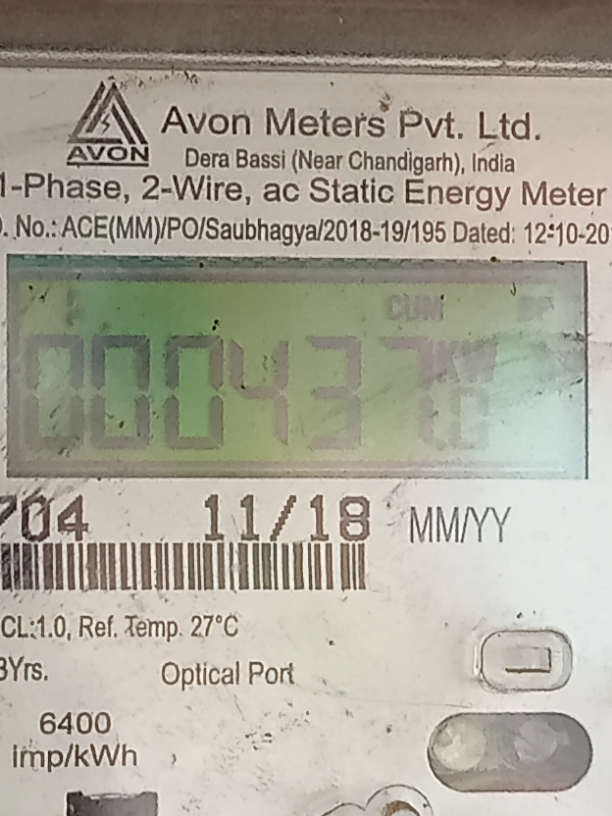 AVON
Avon Meters Pvt. Ltd.
Dera Bassi (Near Chandigarh), India
1-Phase, 2-Wire, ac Static Energy Meter
. No.: ACE(MM)/PO/Saubhagya/2018-19/195 Dated: 12-10-20
CUM
KW
000437.0
704 11/18 MM/YY
CL:1.0, Ref. Temp. 27°C
3Yrs. Optical Port
6400
imp/kWh